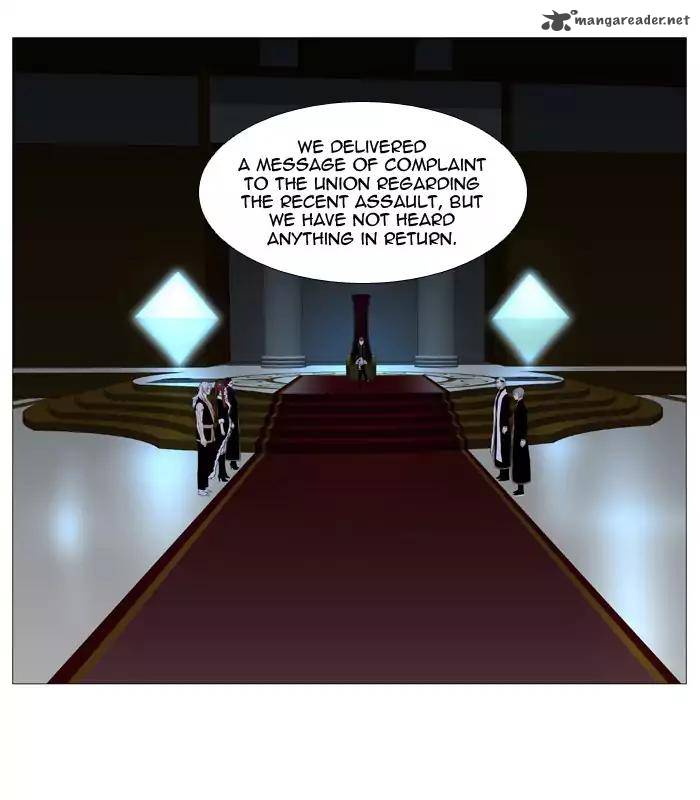 mangareader.net
WE DELIVERED
A MESSAGE OF COMPLAINT
TO THE UNION REGARDING
THE RECENT ASSAULT, BUT
WE HAVE NOT HEARD
ANYTHING IN RETURN.